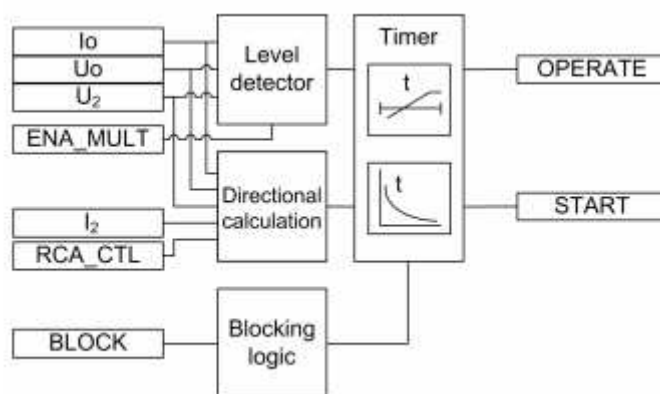 Io
Uo
U₂
ENA_MULT
I₂
RCA_CTL
BLOCK
Level
detector
Directional
calculation
Blocking
logic
Timer
t
t
OPERATE
START